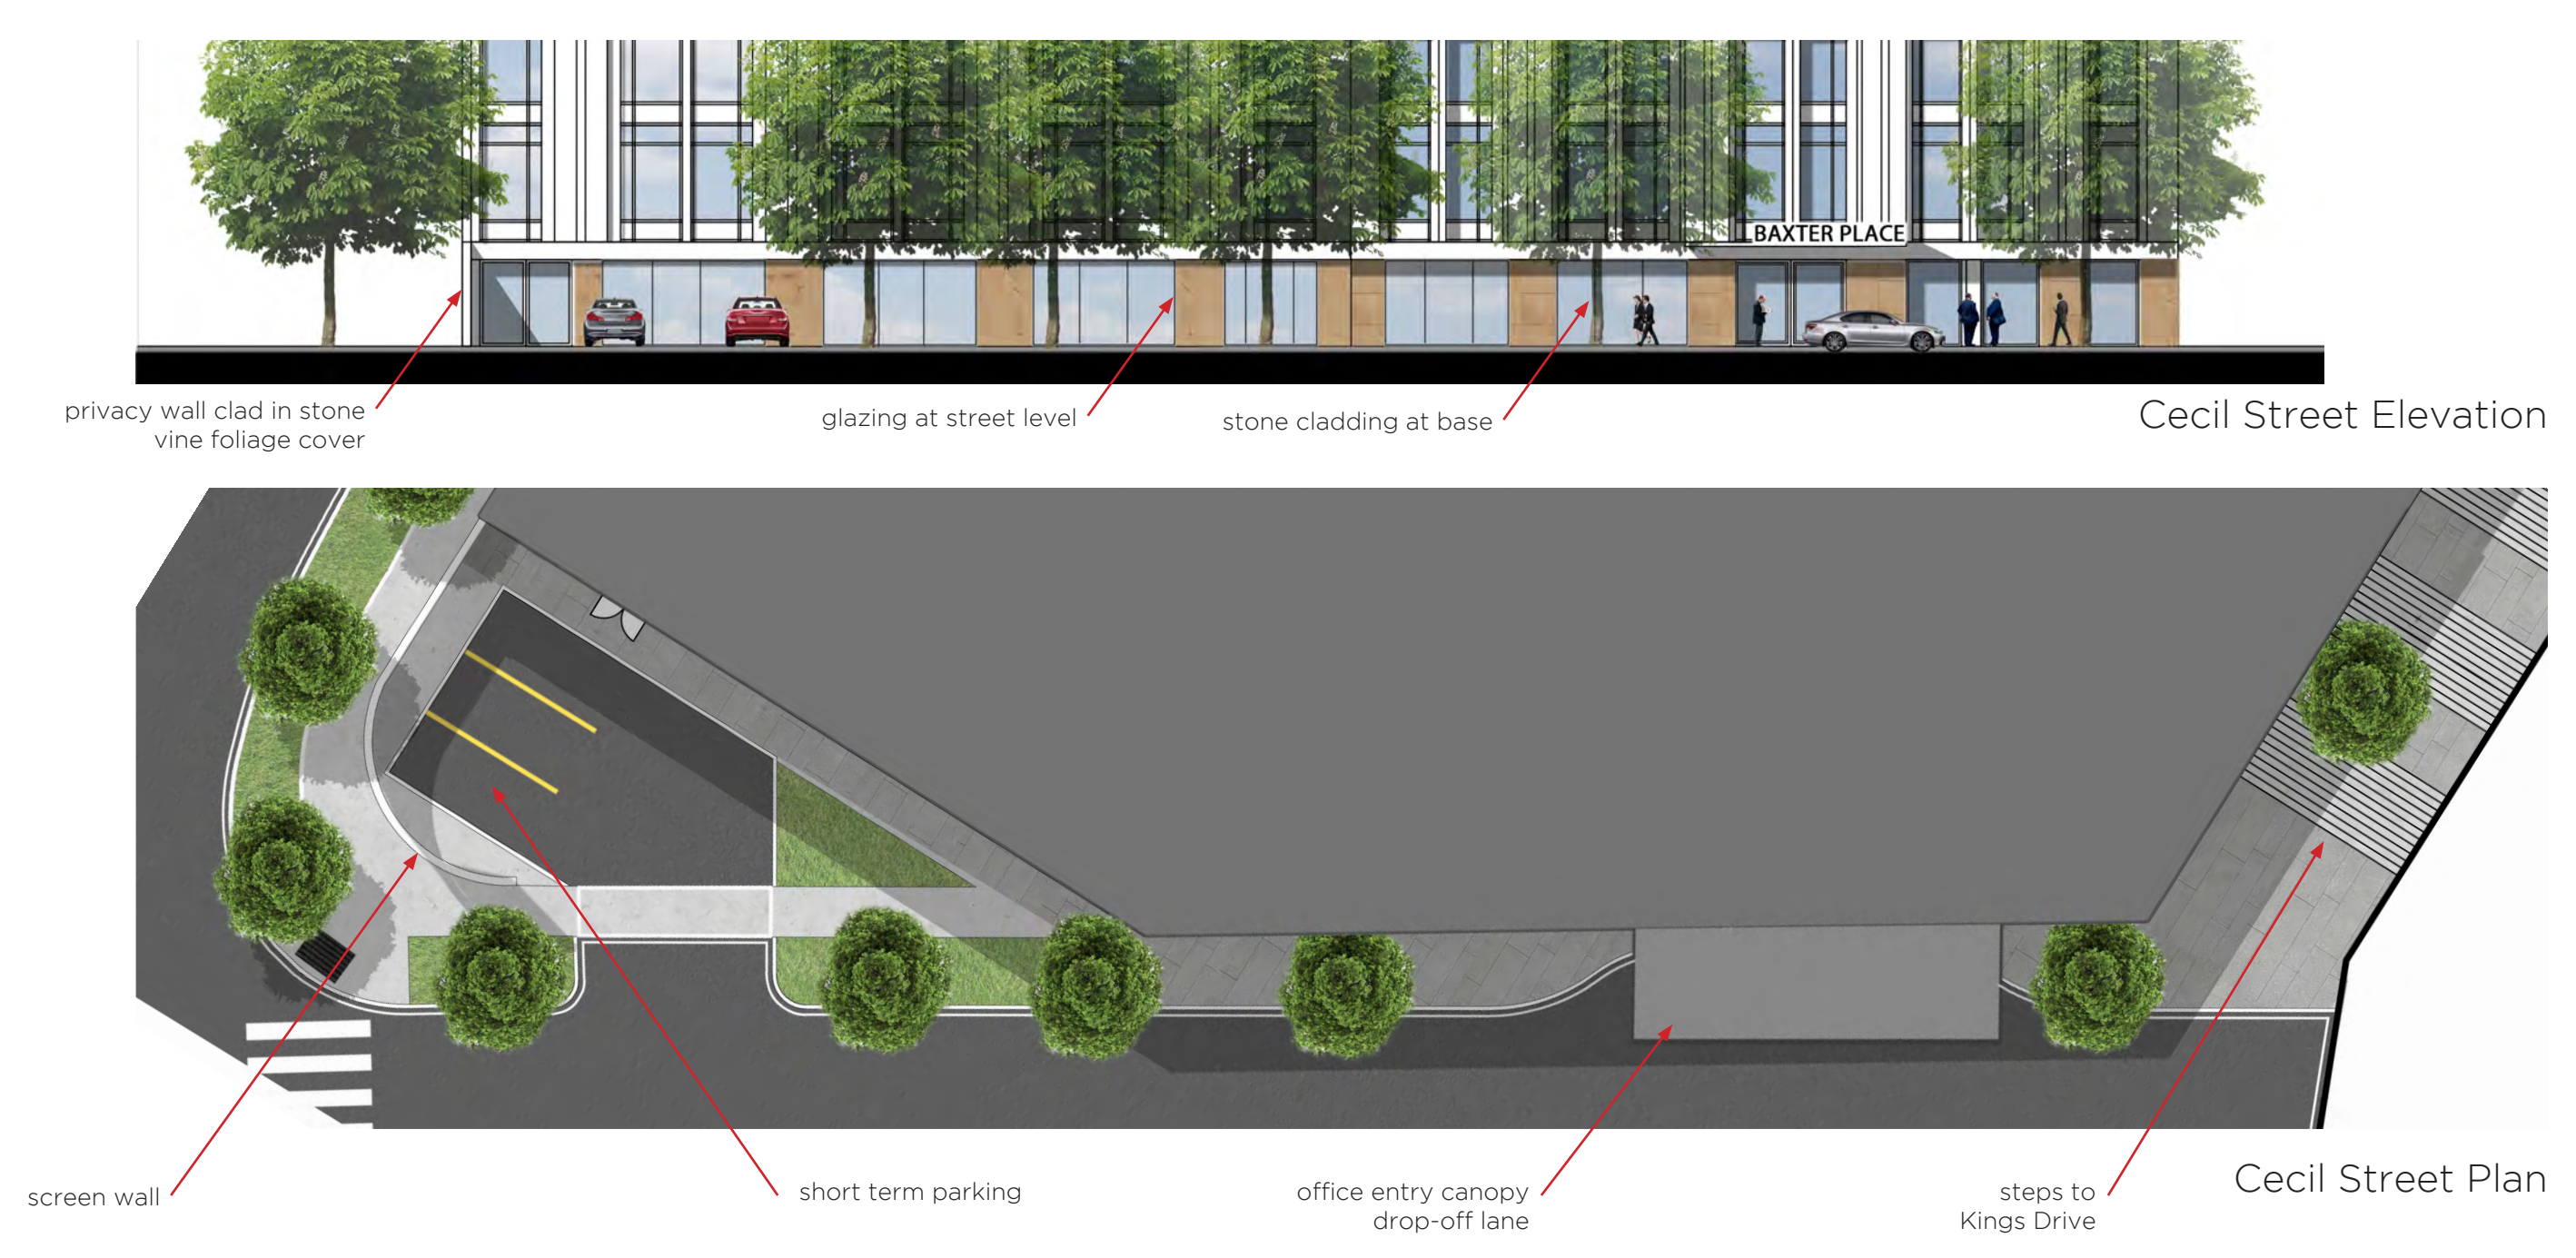 BAXTER PLACE
privacy wall clad in stone
vine foliage cover
glazing at street level
stone cladding at base
Cecil Street Elevation
screen wall
short term parking
office entry canopy
drop-off lane
steps to
Kings Drive
Cecil Street Plan